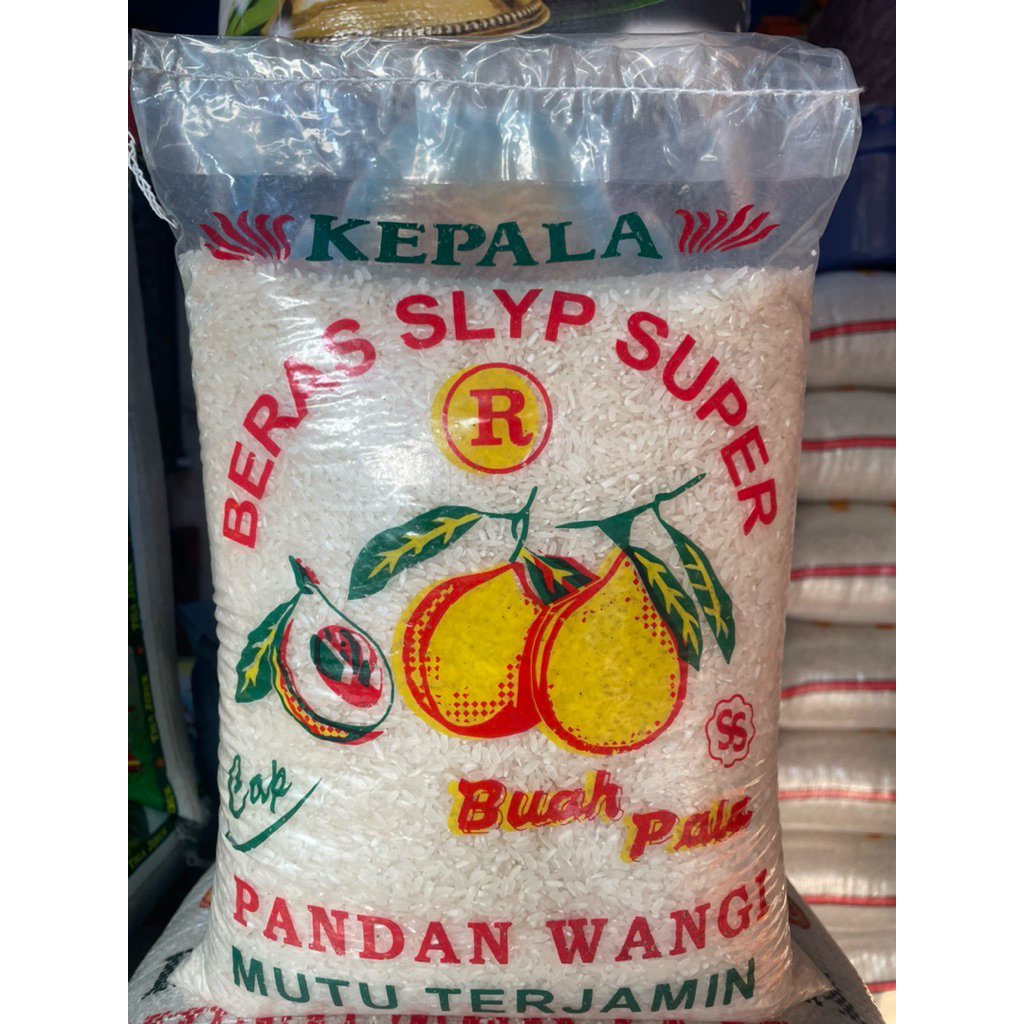 KEPALA
BERAS SLYP SUPER
R
SS
Cap
Buah
Pala
PANDAN WANGI
MUTU TERJAMIN